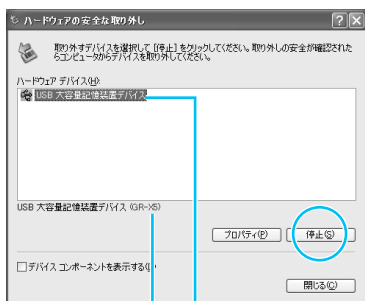 ハードウェアの安全な取り外し
取り外すデバイスを選択して [停止] をクリックしてください。取り外しの安全が確認された
らコンピュータからデバイスを取り外してください。
ハードウェア デバイス(H):
USB 大容量記憶装置デバイス
USB 大容量記憶装置デバイス (GR-X5)
プロパティ(P)
停止(S)
デバイス コンポーネントを表示する(D)
閉じる(C)